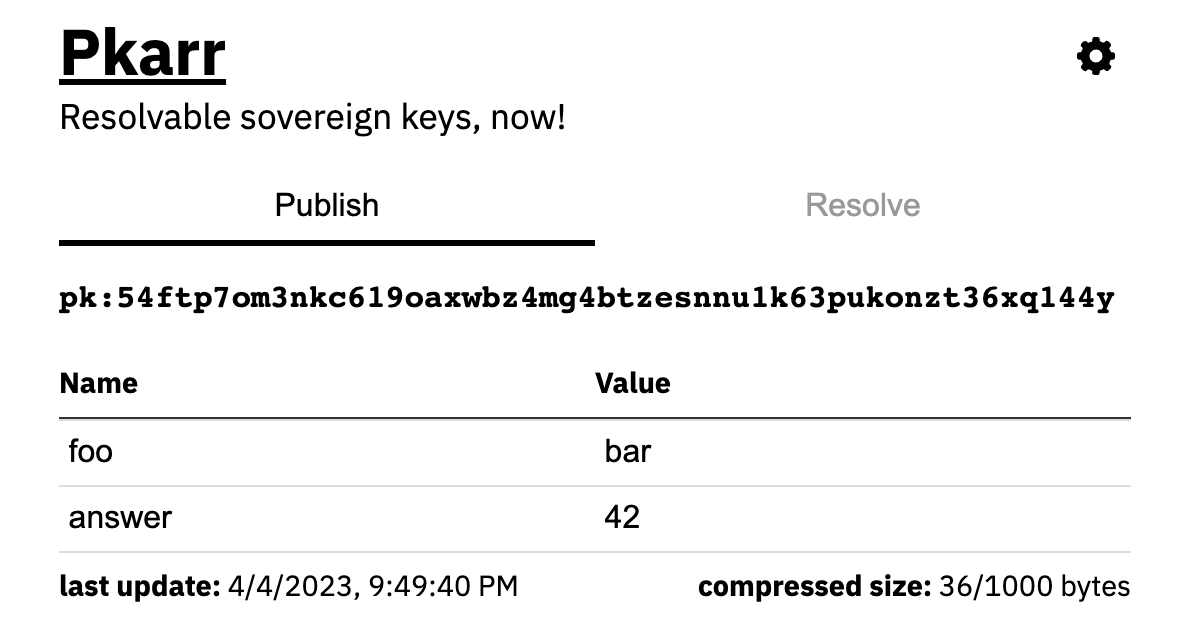 Pkarr
Resolvable sovereign keys, now!
Publish Resolve
pk:54ftp7om3nkc619oaxwbz4mg4btzesnnu1k63pukonzt36xq144y
Name Value
foo bar
answer 42
last update: 4/4/2023, 9:49:40 PM compressed size: 36/1000 bytes